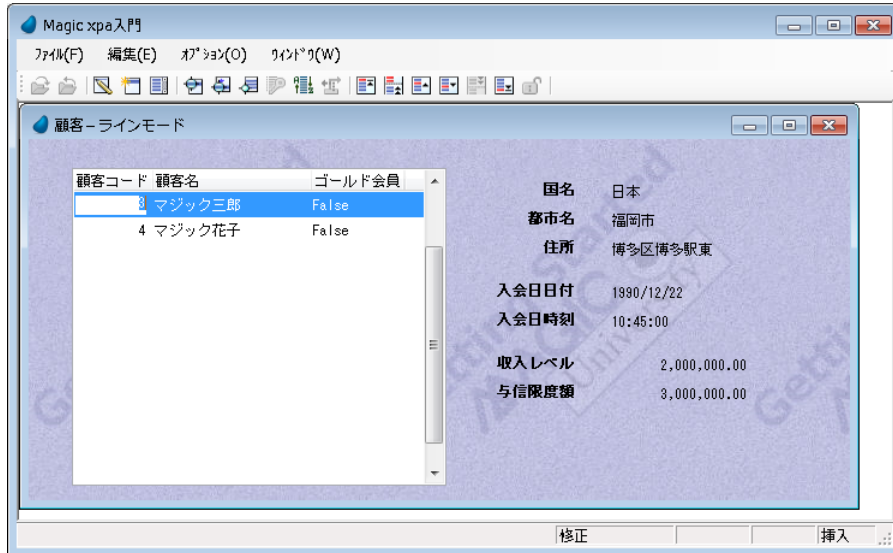 Magic xpa入門
ﾌｧｲﾙ(F) 編集(E) ｵﾌﾟｼｮﾝ(O) ｳｨﾝﾄﾞｳ(W)
顧客 – ラインモード
顧客コード 顧客名 ゴールド会員
3 マジック三郎 False
4 マジック花子 False
国名 日本
都市名 福岡市
住所 博多区博多駅東
入会日日付 1990/12/22
入会日時刻 10:45:00
収入レベル 2,000,000.00
与信限度額 3,000,000.00
修正 挿入